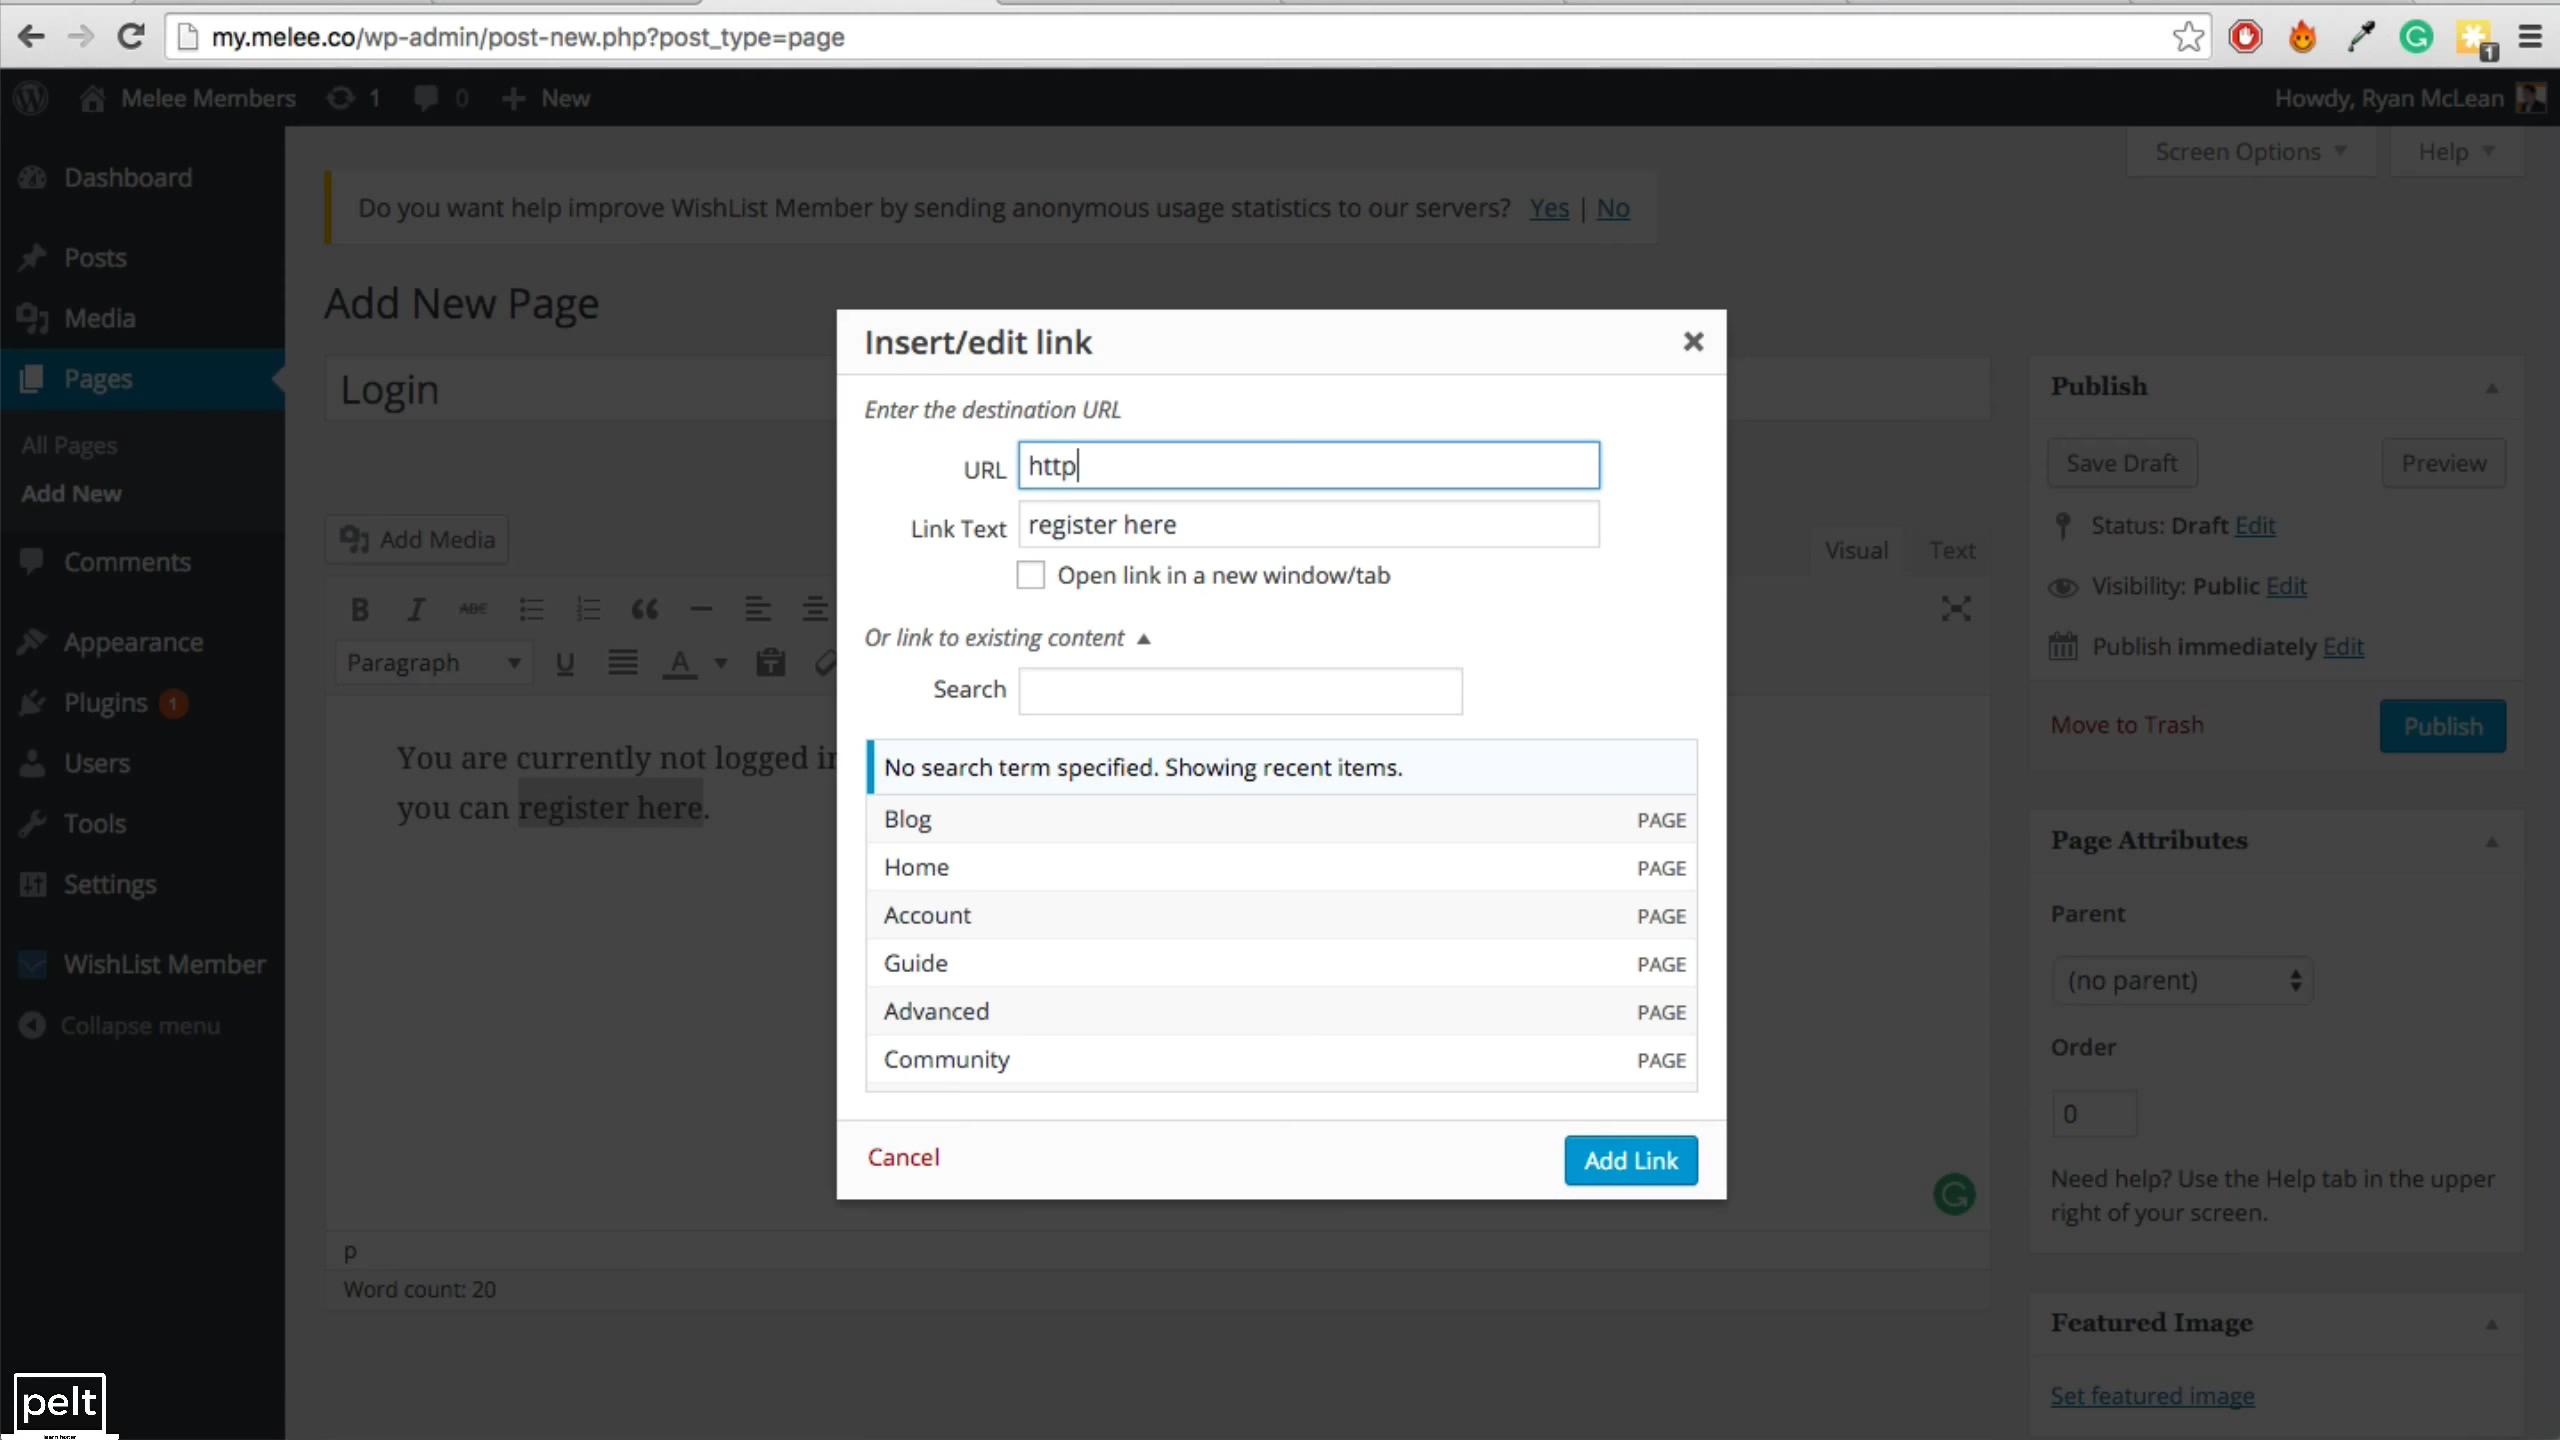 my.melee.co/wp-admin/post-new.php?post_type=page
1
Melee Members
1
0
New
Howdy, Ryan McLean
Dashboard
Posts
Media
Pages
All Pages
Add New
Comments
Appearance
Plugins 1
Users
Tools
Settings
WishList Member
Collapse menu
Screen Options
Help
Do you want help improve WishList Member by sending anonymous usage statistics to our servers? Yes | No
Add New Page
Login
Add Media
Visual
Text
B I ABC
Paragraph U A T
You are currently not logged in
you can register here.
p
Word count: 20
Insert/edit link
Enter the destination URL
URL http
Link Text register here
Open link in a new window/tab
Or link to existing content
Search
No search term specified. Showing recent items.
Blog PAGE
Home PAGE
Account PAGE
Guide PAGE
Advanced PAGE
Community PAGE
Cancel
Add Link
Publish
Save Draft
Preview
Status: Draft Edit
Visibility: Public Edit
Publish immediately Edit
Move to Trash
Publish
Page Attributes
Parent
(no parent)
Order
0
Need help? Use the Help tab in the upper
right of your screen.
Featured Image
Set featured image
pelt